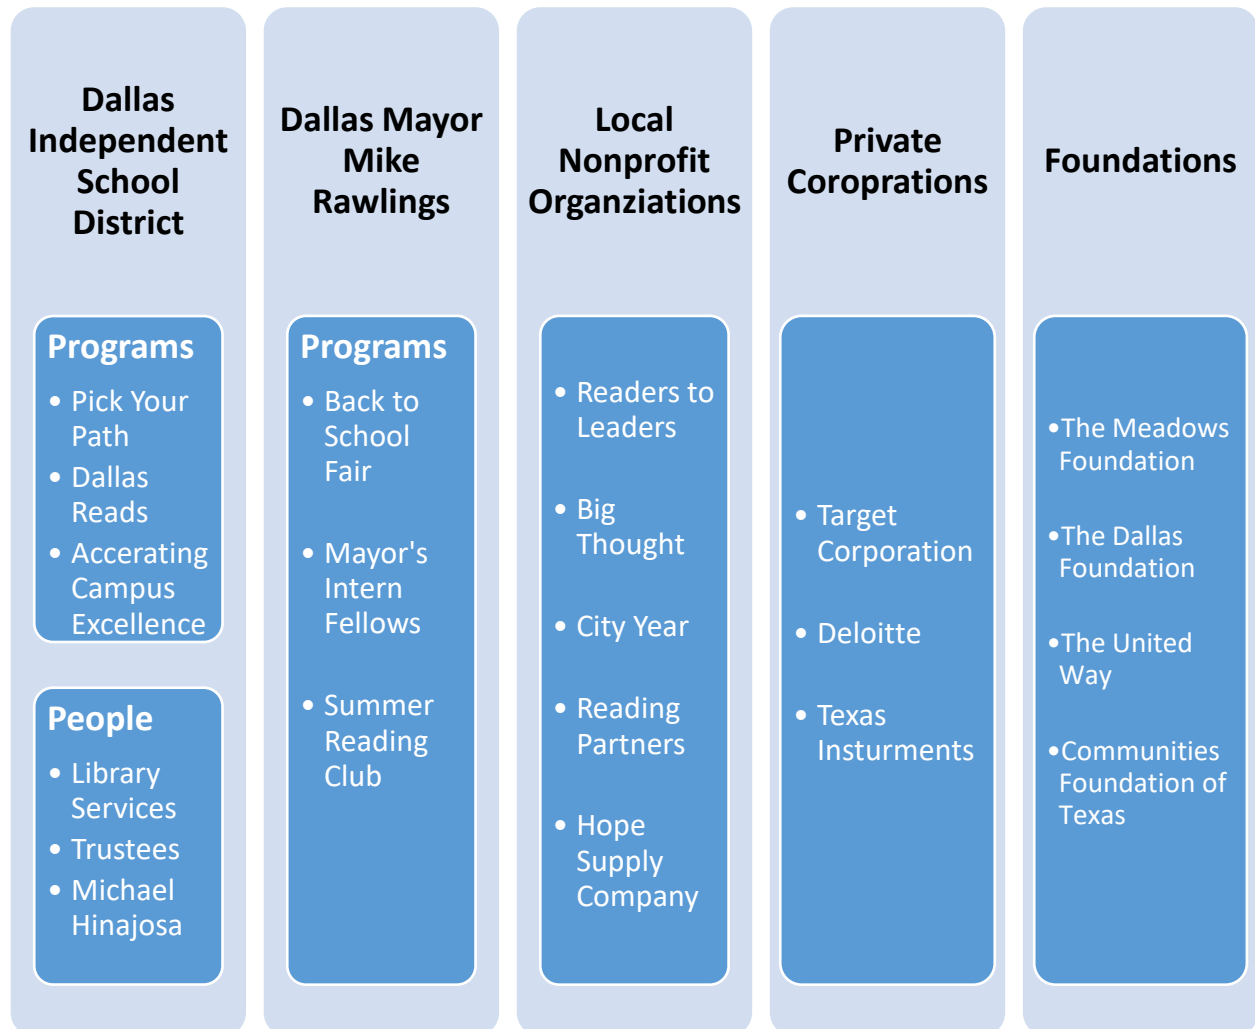 Dallas
Independent
School
District
Programs
• Pick Your
Path
• Dallas
Reads
• Accerating
Campus
Excellence
People
• Library
Services
• Trustees
• Michael
Hinajosa
Dallas Mayor
Mike
Rawlings
Programs
• Back to
School
Fair
• Mayor's
Intern
Fellows
• Summer
Reading
Club
Local
Nonprofit
Organziations
• Readers to
Leaders
• Big
Thought
• City Year
• Reading
Partners
• Hope
Supply
Company
Private
Coroprations
• Target
Corporation
• Deloitte
• Texas
Insturments
Foundations
•The Meadows
Foundation
•The Dallas
Foundation
•The United
Way
•Communities
Foundation of
Texas